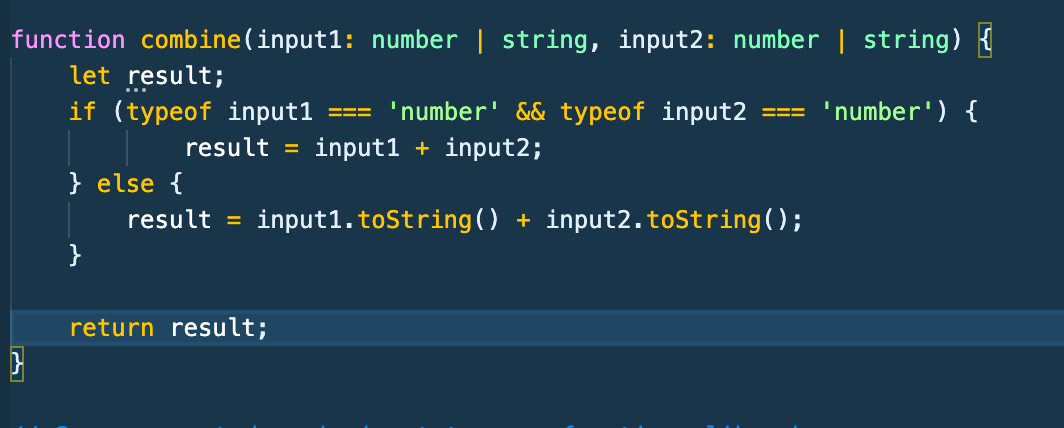 function combine(input1: number | string, input2: number | string) {
    let result;
    if (typeof input1 === 'number' && typeof input2 === 'number') {
            result = input1 + input2;
    } else {
        result = input1.toString() + input2.toString();
    }

    return result;
}